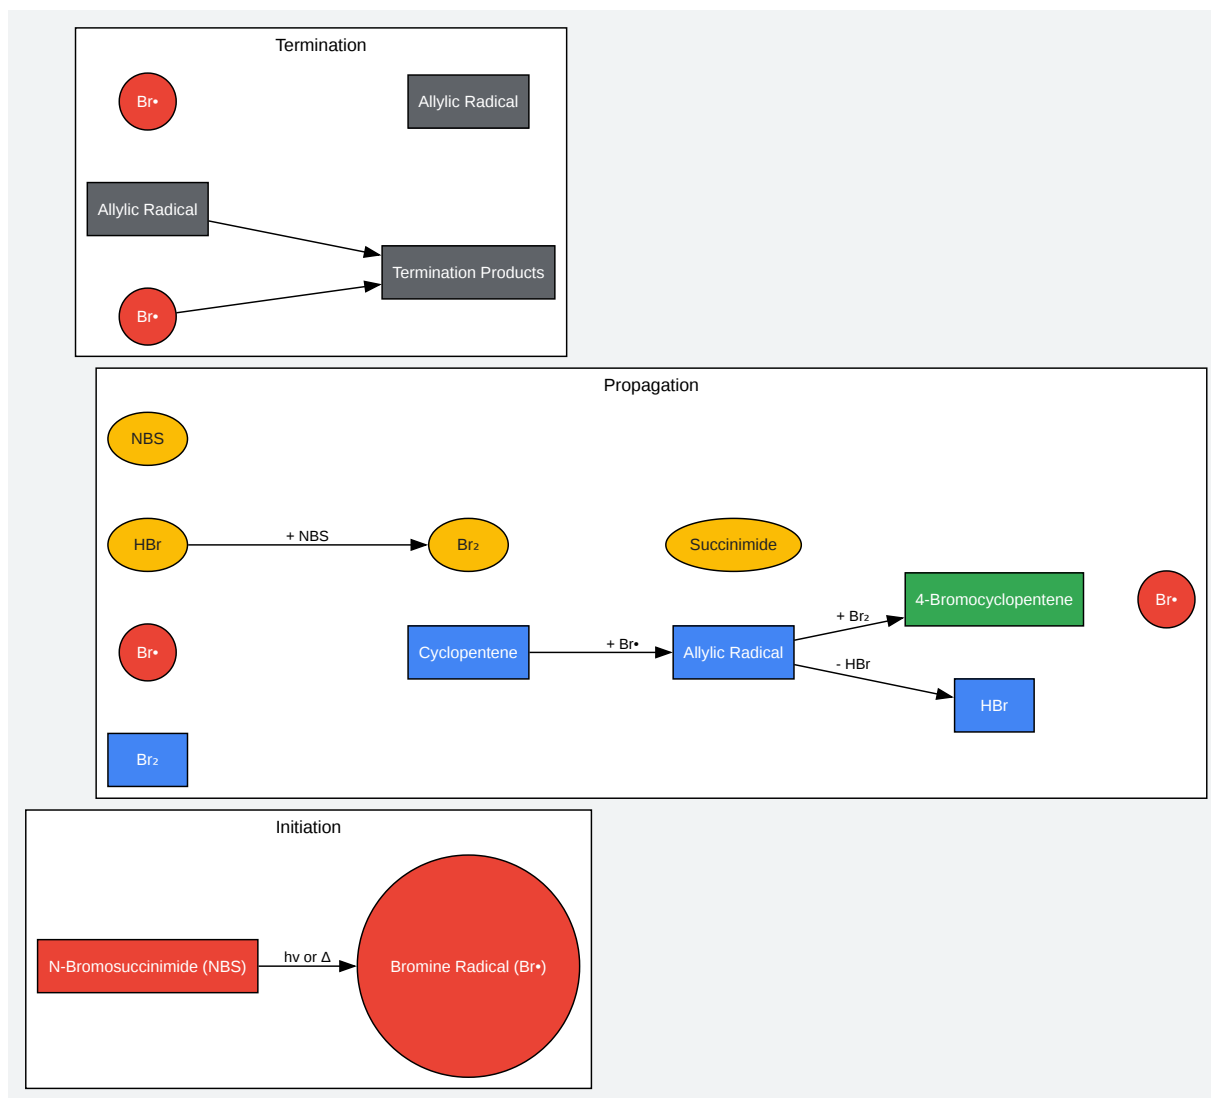 Termination
Br•
Allylic Radical
Allylic Radical
Termination Products
Br•
Propagation
NBS
HBr
+ NBS
Br₂
Succinimide
4-Bromocyclopentene
Br•
+ Br₂
Br•
Cyclopentene
+ Br•
Allylic Radical
- HBr
HBr
Br₂
Initiation
N-Bromosuccinimide (NBS)
hv or Δ
Bromine Radical (Br•)